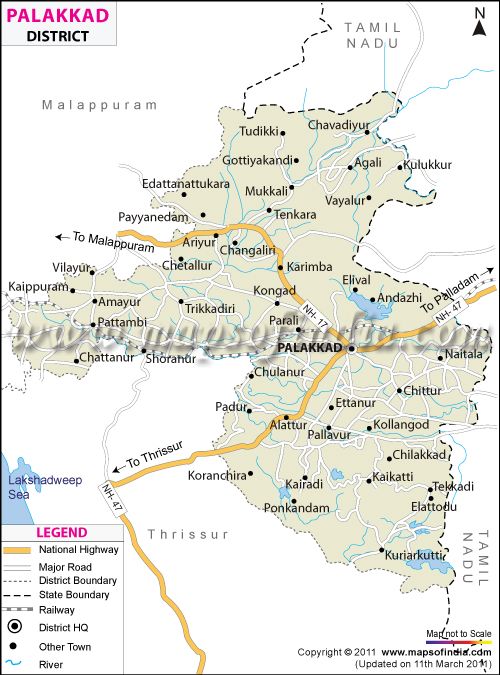 PALAKKAD
DISTRICT
N
TAMIL
NADU
Malappuram
Tudikki
Chavadiyur
Gottiyakandi
Agali
Kulukkur
Edattanattukara
Mukkali
Vayalur
Payyanedam
Tenkara
To Malappuram
Ariyur
Changaliri
Vilayur
Chetallur
Karimba
Kaippuram
Elival
To Palladam
Amayur
Trikkadiri
Kongad
Andazhi
NH-47
Pattambi
Parali
NH-17
www.mapsofindia.com
Chattanur
Shoranur
PALAKKAD
Naitala
Chulanur
Chittur
Padur
Ettanur
Alattur
Pallavur
Kollangod
To Thrissur
Chilakkad
Lakshadweep
Sea
Koranchira
Kairadi
Kaikatti
Tekkadi
NH-47
Ponkandam
Elattodu
Thrissur
Kuriarkutti
TAMIL
NADU
LEGEND
National Highway
Major Road
District Boundary
State Boundary
Railway
District HQ
Other Town
River
Map not to Scale
Copyright © 2011 www.mapsofindia.com
(Updated on 11th March 2011)